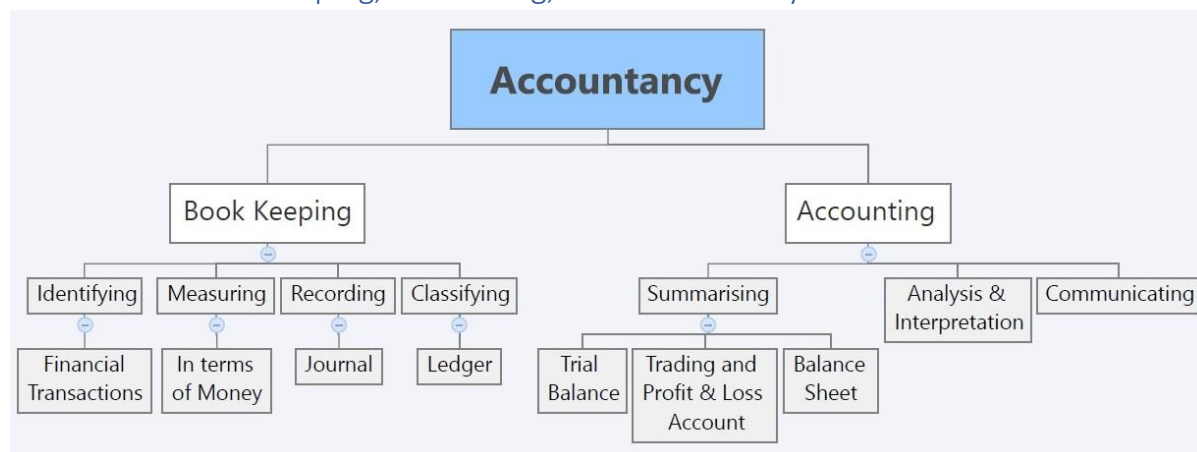 Accountancy
Book Keeping
Accounting
Identifying
Measuring
Recording
Classifying
Summarising
Analysis &
Interpretation
Communicating
Financial
Transactions
In terms
of Money
Journal
Ledger
Trial
Balance
Trading and
Profit & Loss
Account
Balance
Sheet